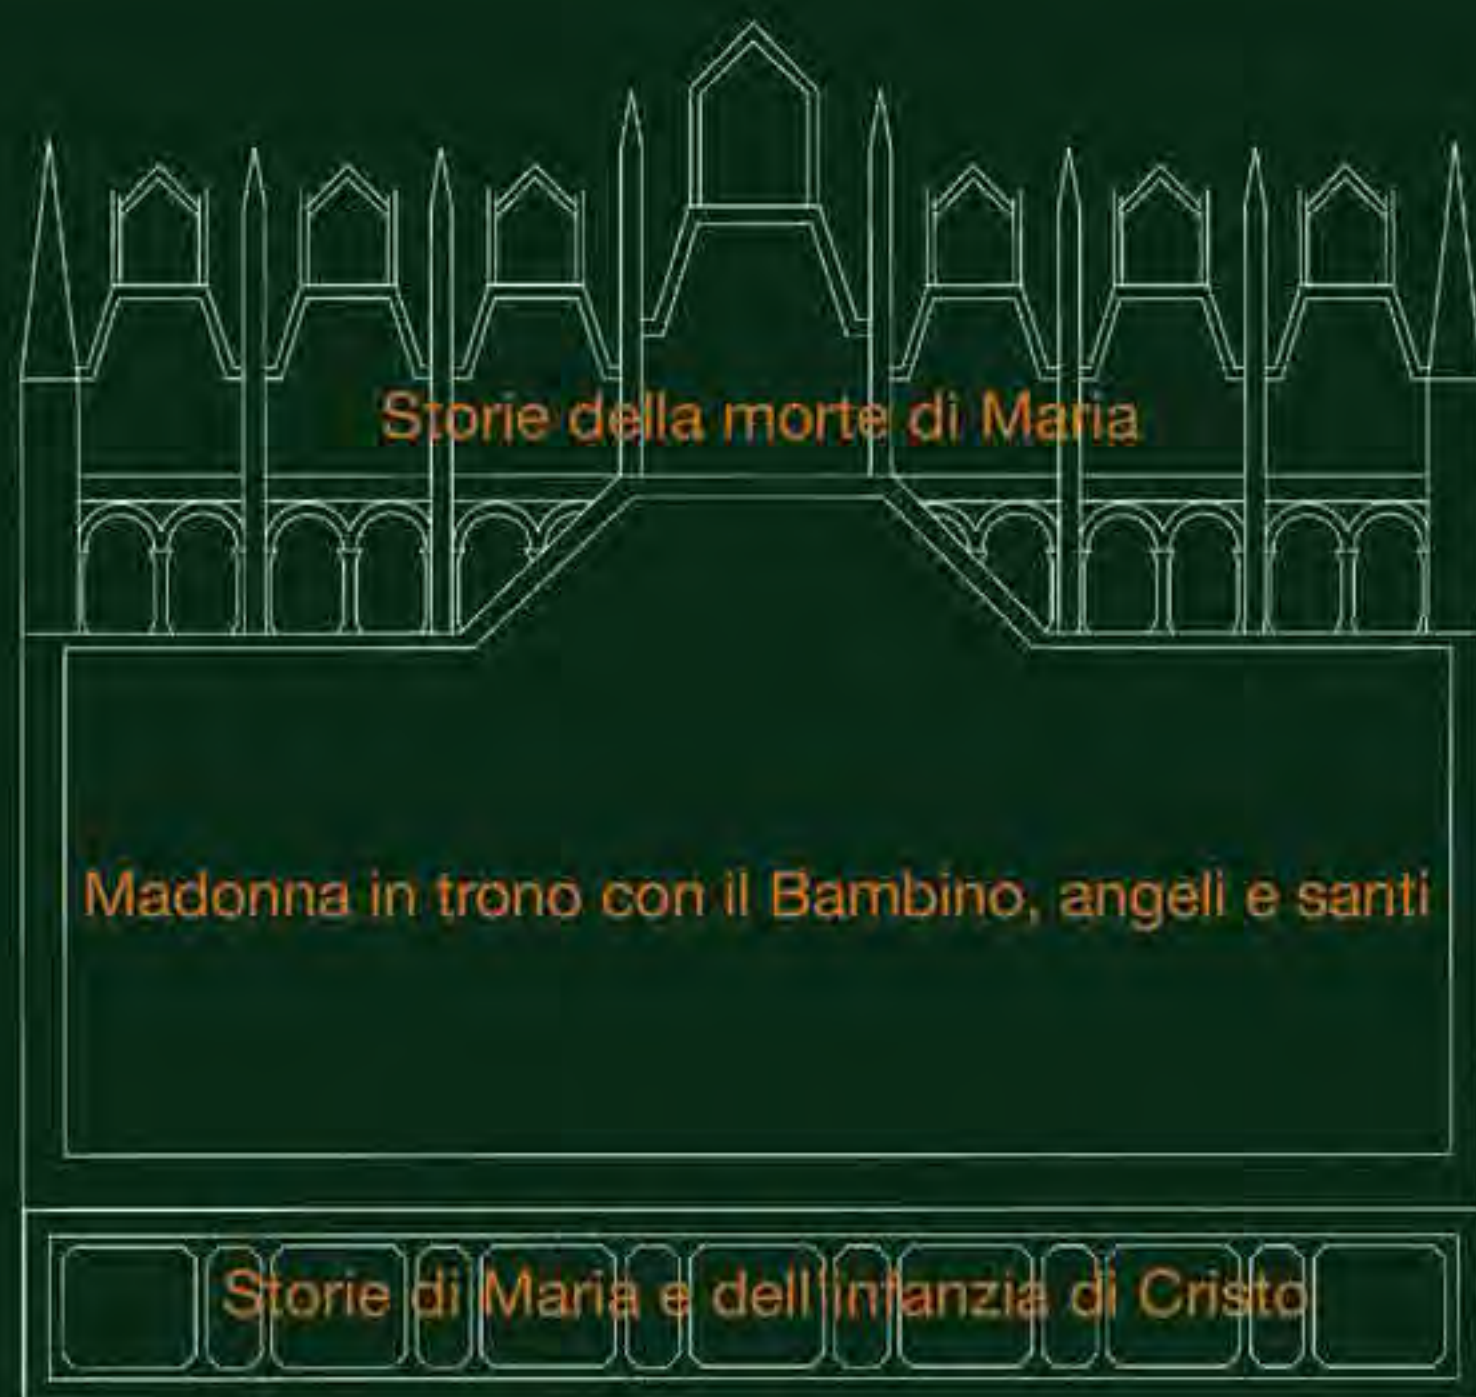 Storie della morte di Maria
Madonna in trono con il Bambino, angeli e santi
Storie di Maria e dell'infanzia di Cristo